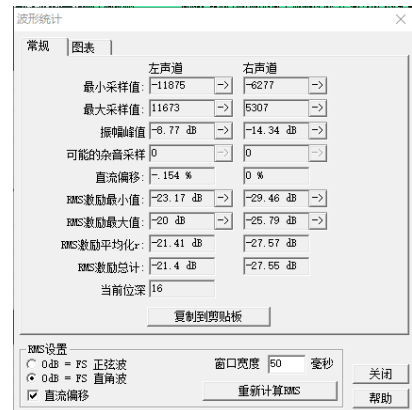 波形统计
常规 图表
左声道 右声道
最小采样值: -11875 -> -6277 ->
最大采样值: 11673 -> 5307 ->
振幅峰值 -8.77 dB -> -14.34 dB ->
可能的杂音采样 0 -> 0 ->
直流偏移: -.154 % 0 %
RMS激励最小值: -23.17 dB -> -29.46 dB ->
RMS激励最大值: -20 dB -> -25.79 dB ->
RMS激励平均化r: -21.41 dB -27.57 dB
RMS激励总计: -21.4 dB -27.55 dB
当前位深 16
复制到剪贴板
RMS设置
0dB = FS 正弦波 窗口宽度 50 毫秒
0dB = FS 直角波
直流偏移 重新计算RMS
关闭
帮助